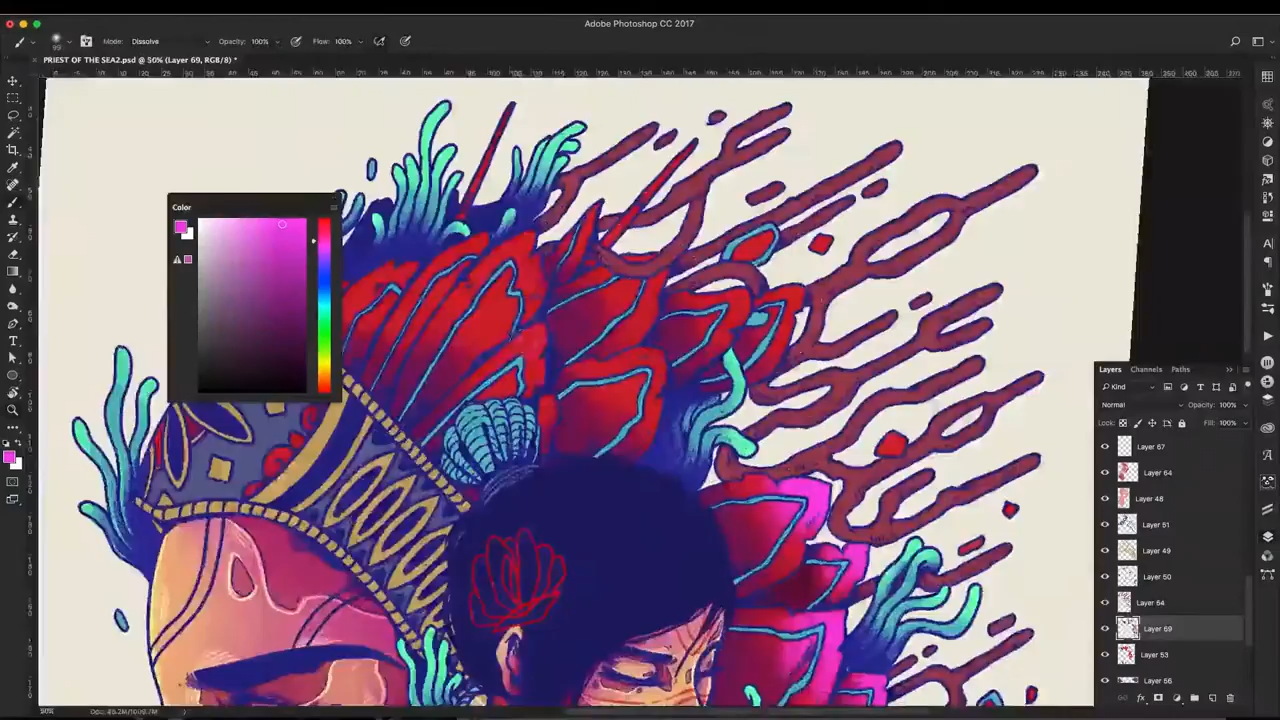 Adobe Photoshop CC 2017
Mode: Dissolve Opacity: 100% Flow: 100%
PRIEST OF THE SEA2.psd @ 50% (Layer 69, RGB/8) *
Color
Layers Channels Paths
Kind
Normal Opacity: 100%
Lock: Fill: 100%
Layer 67
Layer 64
Layer 48
Layer 51
Layer 49
Layer 50
Layer 54
Layer 69
Layer 53
Layer 56
50%